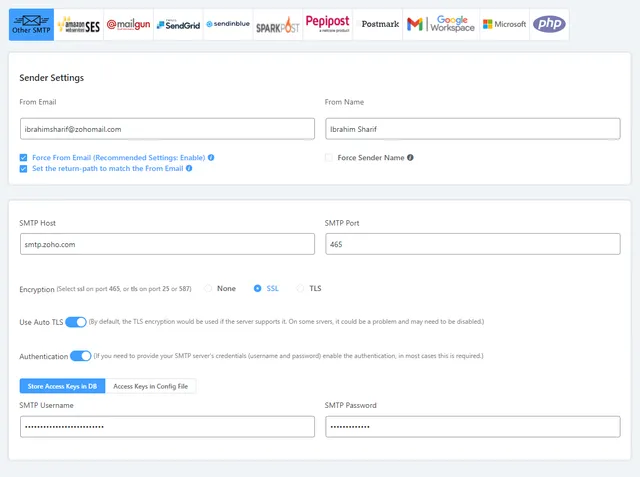 Other SMTP
amazon webservices SES
mailgun
SendGrid
sendinblue
SPARKPOST
Pepipost
a netcore product
Postmark
Google Workspace
Microsoft
php
Sender Settings
From Email
From Name
ibrahimsharif@zohomail.com
Ibrahim Sharif
Force From Email (Recommended Settings: Enable)
Force Sender Name
Set the return-path to match the From Email
SMTP Host
SMTP Port
smtp.zoho.com
465
Encryption (Select ssl on port 465, or tls on port 25 or 587) None SSL TLS
Use Auto TLS (By default, the TLS encryption would be used if the server supports it. On some srvers, it could be a problem and may need to be disabled.)
Authentication (If you need to provide your SMTP server's credentials (username and password) enable the authentication, in most cases this is required.)
Store Access Keys in DB
Access Keys in Config File
SMTP Username
SMTP Password